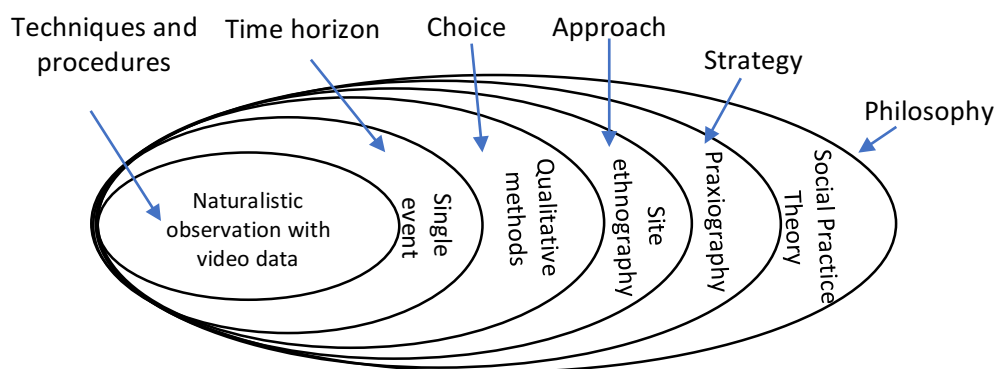 Techniques and
procedures
Time horizon
Choice
Approach
Strategy
Philosophy
Naturalistic
observation with
video data
Single
event
Qualitative
methods
Site
ethnography
Praxiography
Social Practice
Theory